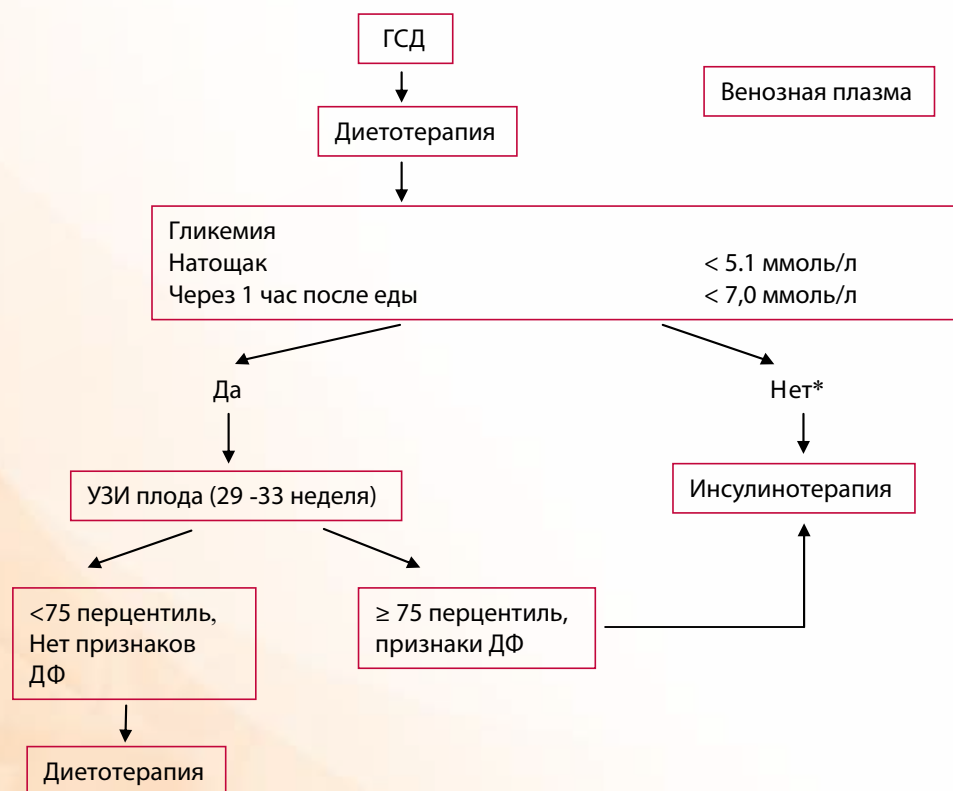 ГСД
Венозная плазма
Диетотерапия
Гликемия
Натощак < 5.1 ммоль/л
Через 1 час после еды < 7,0 ммоль/л
Да
Нет*
УЗИ плода (29 -33 неделя)
Инсулинотерапия
<75 перцентиль,
Нет признаков
ДФ
≥ 75 перцентиль,
признаки ДФ
Диетотерапия